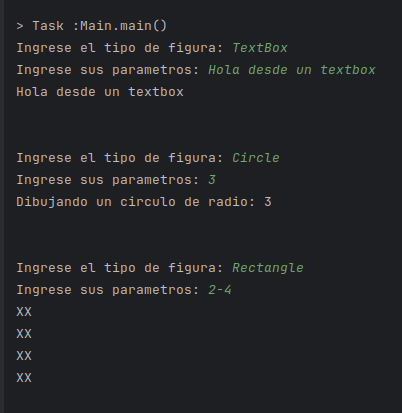 > Task :Main.main()
Ingrese el tipo de figura: TextBox
Ingrese sus parametros: Hola desde un textbox
Hola desde un textbox
Ingrese el tipo de figura: Circle
Ingrese sus parametros: 3
Dibujando un circulo de radio: 3
Ingrese el tipo de figura: Rectangle
Ingrese sus parametros: 2-4
XX
XX
XX
XX